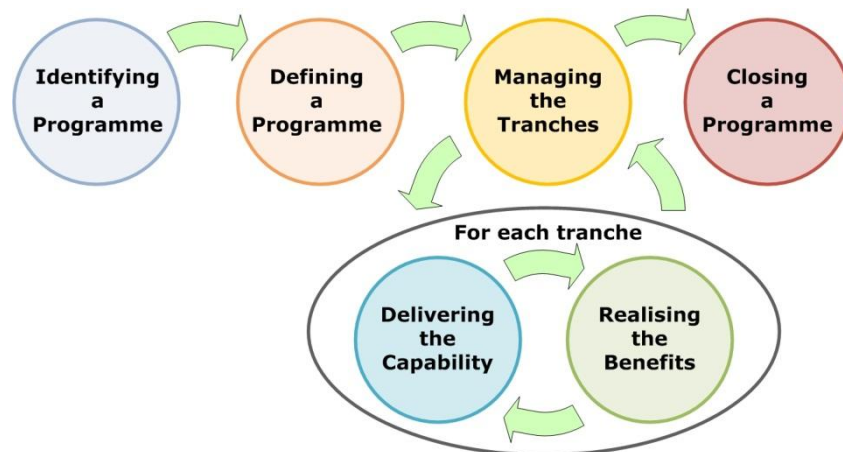 Identifying
a
Programme
Defining
a
Programme
Managing
the
Tranches
Closing
a
Programme
For each tranche
Delivering
the
Capability
Realising
the
Benefits